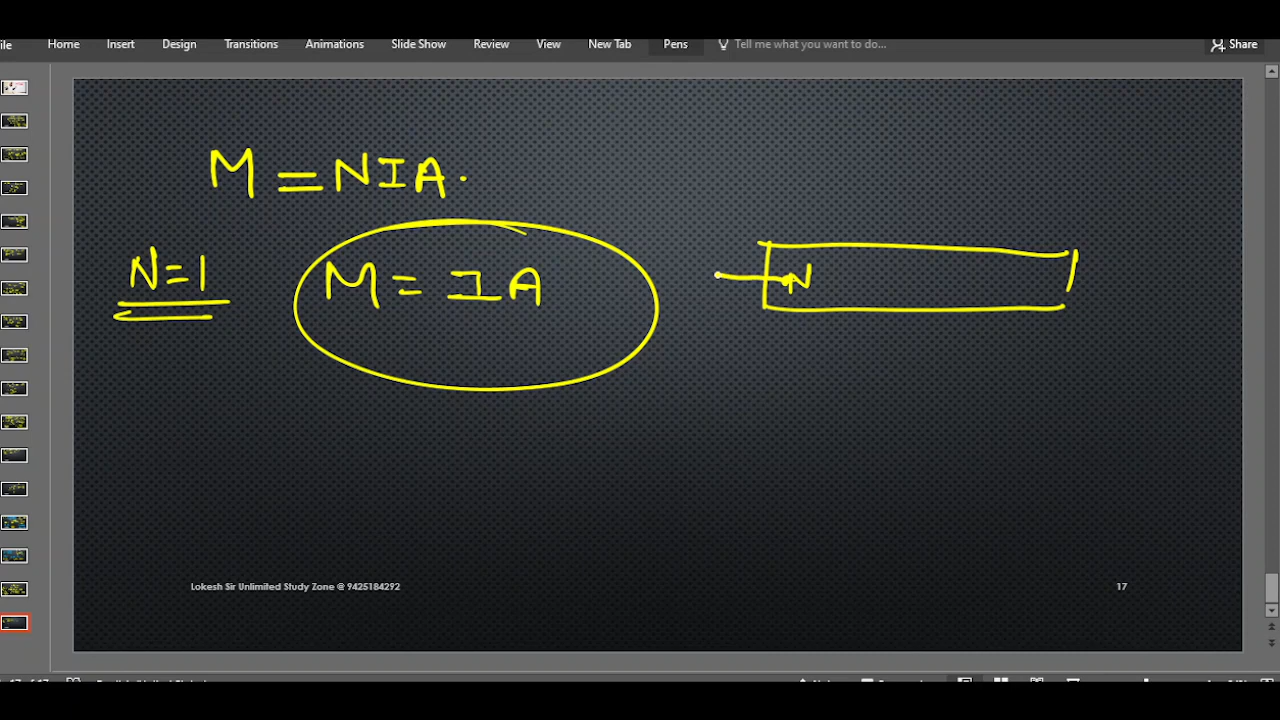 File Home Insert Design Transitions Animations Slide Show Review View New Tab Pens Tell me what you want to do... Share
M = NIA.
N=1 M = IA N
Lokesh Sir Unlimited Study Zone @ 9425184292 17